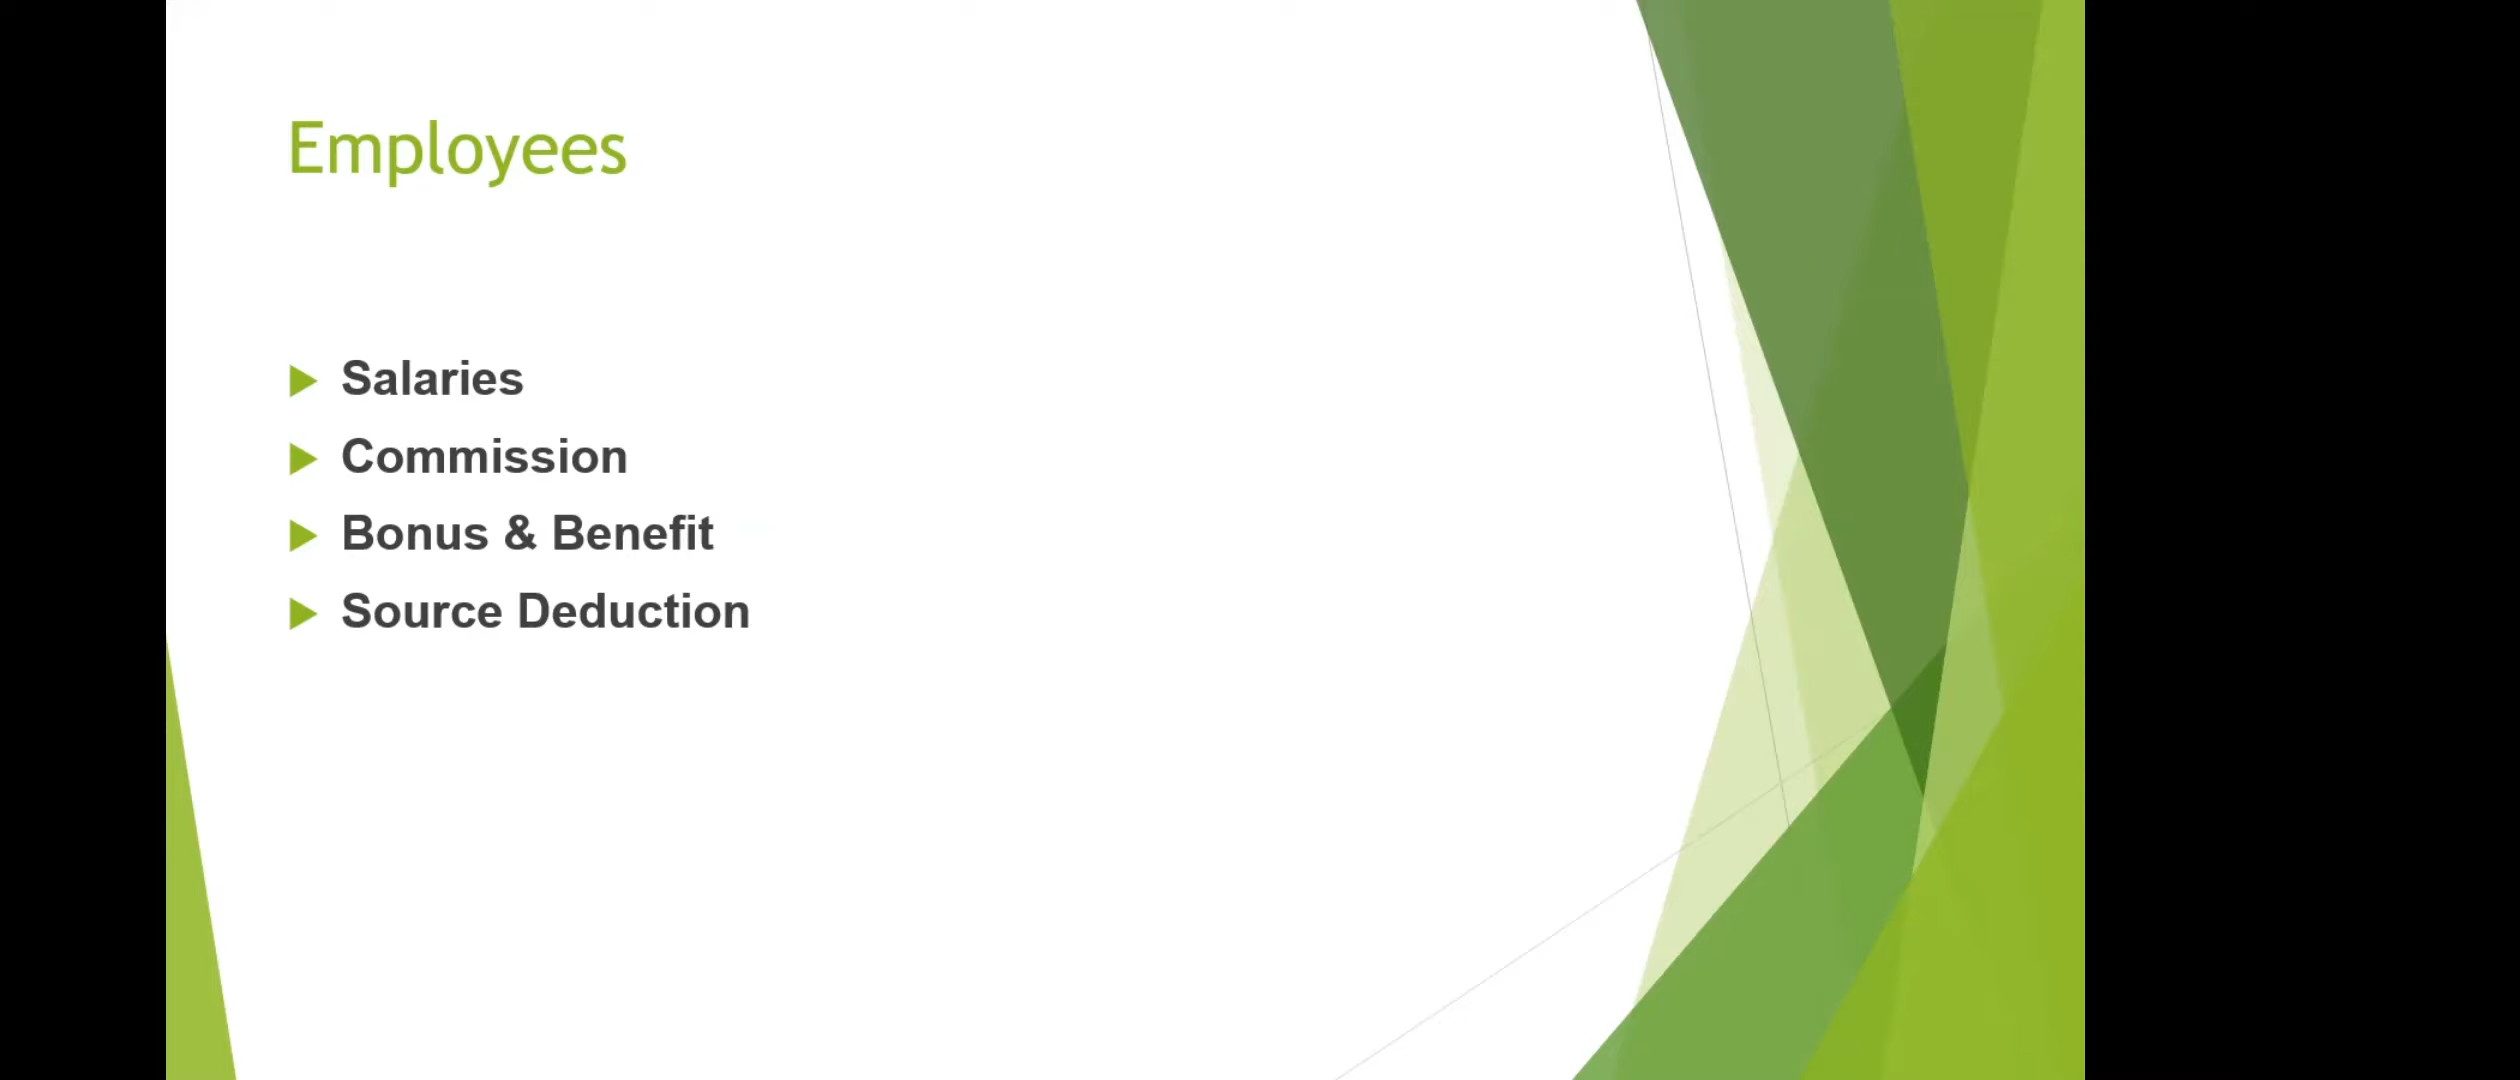 Employees
Salaries
Commission
Bonus & Benefit
Source Deduction